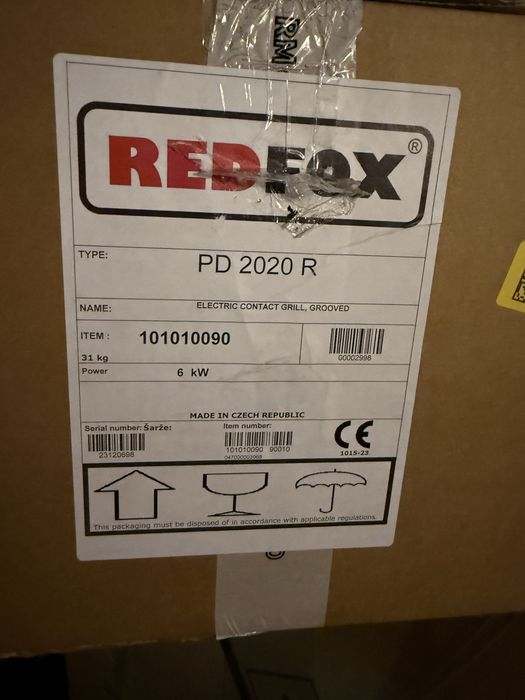 RM
REDFOX®
TYPE:
PD 2020 R
NAME:
ELECTRIC CONTACT GRILL, GROOVED
ITEM :
101010090
00002998
31 kg
Power
6 kW
MADE IN CZECH REPUBLIC
Serial number: Šarže:
23120698
Item number:
101010090 90010
047000003968
CE
1015-23
This packaging must be disposed of in accordance with applicable regulations.